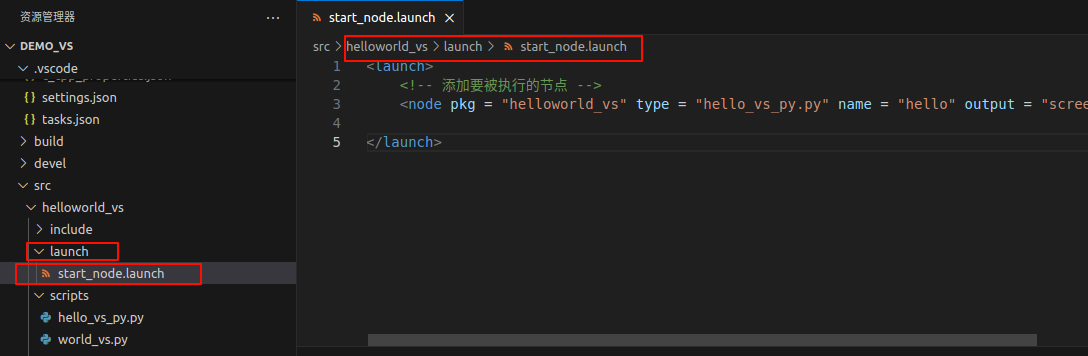 资源管理器
DEMO_VS
.vscode
settings.json
tasks.json
build
devel
src
helloworld_vs
include
launch
start_node.launch
scripts
hello_vs_py.py
world_vs.py
start_node.launch
src > helloworld_vs > launch > start_node.launch
1 <launch>
2 <!-- 添加要被执行的节点 -->
3 <node pkg = "helloworld_vs" type = "hello_vs_py.py" name = "hello" output = "scree
4
5 </launch>